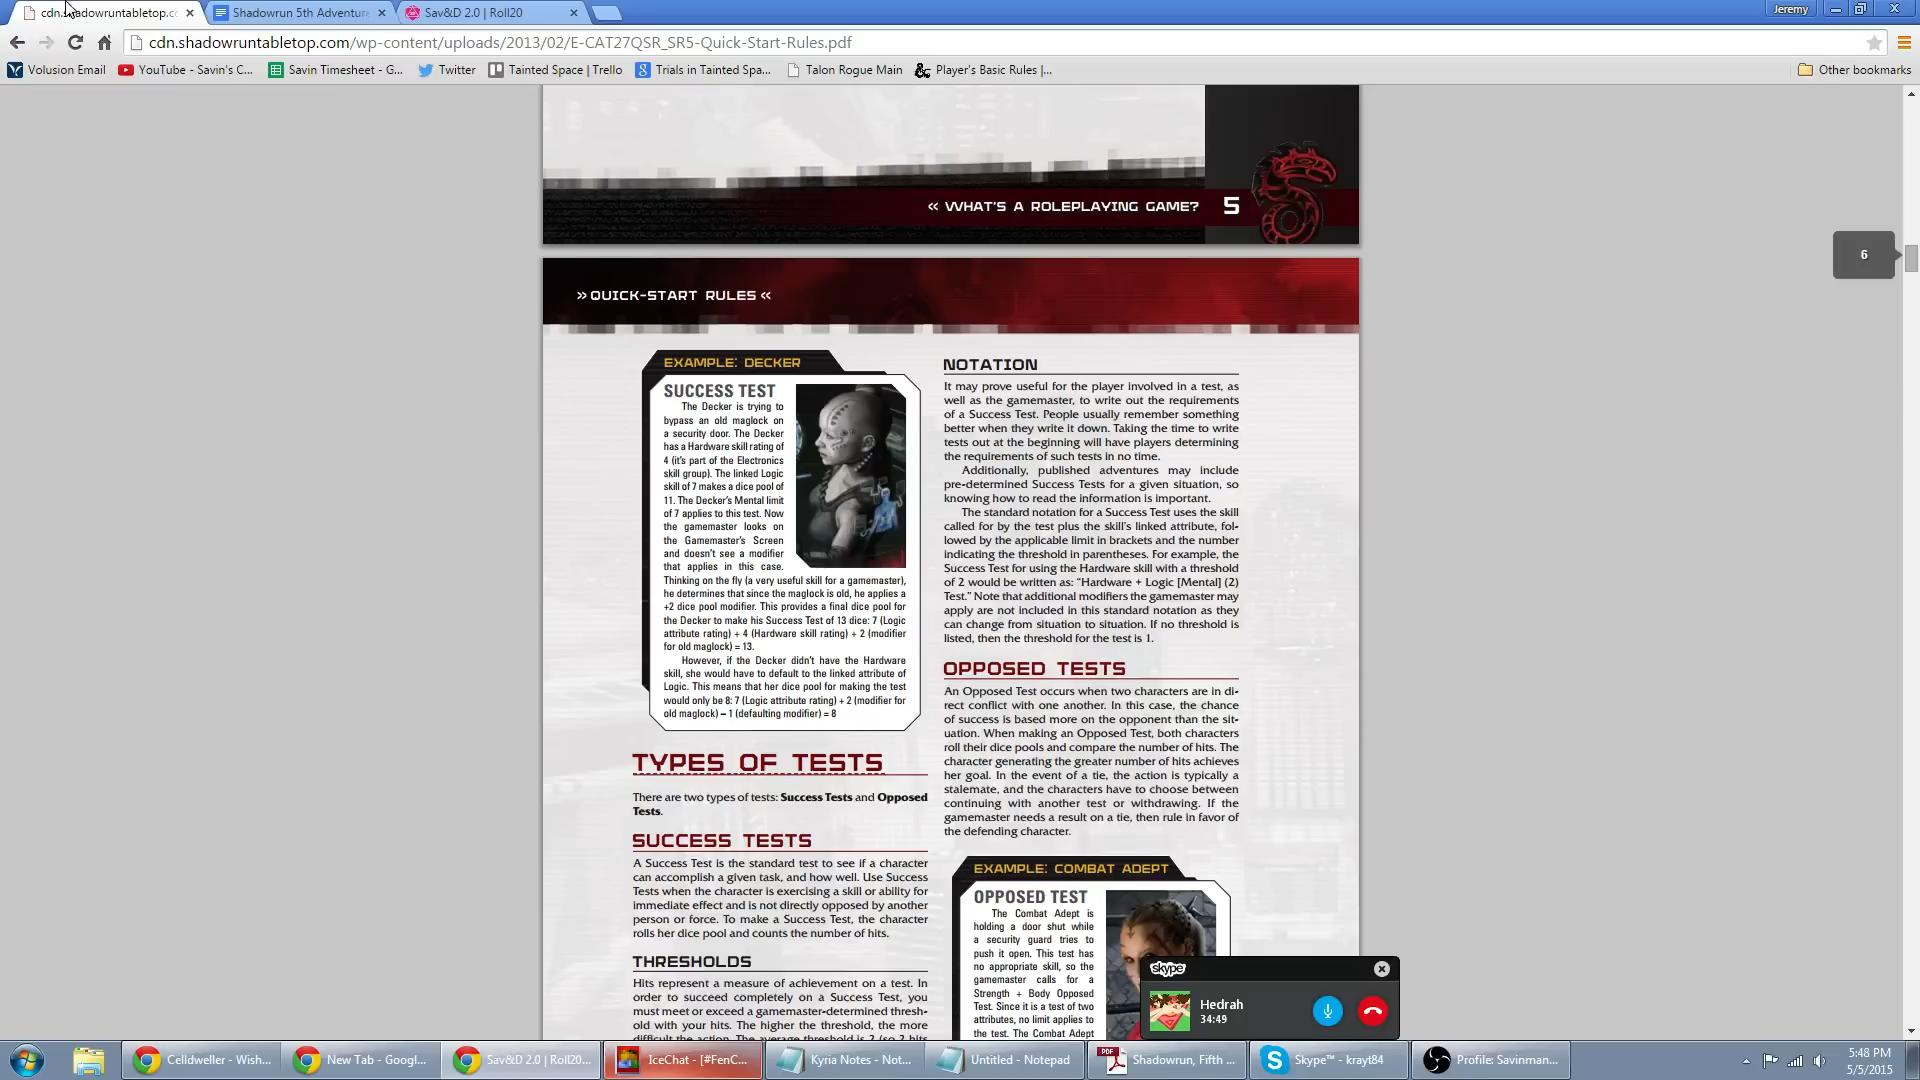 cdn.shadowruntabletop.co
Shadowrun 5th Adventure
Sav&D 2.0 | Roll20
Jeremy
cdn.shadowruntabletop.com/wp-content/uploads/2013/02/E-CAT27QSR_SR5-Quick-Start-Rules.pdf
Volusion Email
YouTube - Savin's C...
Savin Timesheet - G...
Twitter
Tainted Space | Trello
Trials in Tainted Spa...
Talon Rogue Main
Player's Basic Rules |...
Other bookmarks
« WHAT'S A ROLEPLAYING GAME? 5
6
» QUICK-START RULES «
EXAMPLE: DECKER
SUCCESS TEST
The Decker is trying to
bypass an old maglock on
a security door. The Decker
has a Hardware skill rating of
4 (it's part of the Electronics
skill group). The linked Logic
skill of 7 makes a dice pool of
11. The Decker's Mental limit
of 7 applies to this test. Now
the gamemaster looks on
the Gamemaster's Screen
and doesn't see a modifier
that applies in this case.
Thinking on the fly (a very useful skill for a gamemaster),
he determines that since the maglock is old, he applies a
+2 dice pool modifier. This provides a final dice pool for
the Decker to make his Success Test of 13 dice: 7 (Logic
attribute rating) + 4 (Hardware skill rating) + 2 (modifier
for old maglock) = 13.
However, if the Decker didn't have the Hardware
skill, she would have to default to the linked attribute of
Logic. This means that her dice pool for making the test
would only be 8: 7 (Logic attribute rating) + 2 (modifier for
old maglock) – 1 (defaulting modifier) = 8
TYPES OF TESTS
There are two types of tests: Success Tests and Opposed
Tests.
SUCCESS TESTS
A Success Test is the standard test to see if a character
can accomplish a given task, and how well. Use Success
Tests when the character is exercising a skill or ability for
immediate effect and is not directly opposed by another
person or force. To make a Success Test, the character
rolls her dice pool and counts the number of hits.
THRESHOLDS
Hits represent a measure of achievement on a test. In
order to succeed completely on a Success Test, you
must meet or exceed a gamemaster-determined thresh-
old with your hits. The higher the threshold, the more
difficult the action. The average threshold is 2 (so 2 hits
NOTATION
It may prove useful for the player involved in a test, as
well as the gamemaster, to write out the requirements
of a Success Test. People usually remember something
better when they write it down. Taking the time to write
tests out at the beginning will have players determining
the requirements of such tests in no time.
Additionally, published adventures may include
pre-determined Success Tests for a given situation, so
knowing how to read the information is important.
The standard notation for a Success Test uses the skill
called for by the test plus the skill's linked attribute, fol-
lowed by the applicable limit in brackets and the number
indicating the threshold in parentheses. For example, the
Success Test for using the Hardware skill with a threshold
of 2 would be written as: “Hardware + Logic [Mental] (2)
Test.” Note that additional modifiers the gamemaster may
apply are not included in this standard notation as they
can change from situation to situation. If no threshold is
listed, then the threshold for the test is 1.
OPPOSED TESTS
An Opposed Test occurs when two characters are in di-
rect conflict with one another. In this case, the chance
of success is based more on the opponent than the sit-
uation. When making an Opposed Test, both characters
roll their dice pools and compare the number of hits. The
character generating the greater number of hits achieves
her goal. In the event of a tie, the action is typically a
stalemate, and the characters have to choose between
continuing with another test or withdrawing. If the
gamemaster needs a result on a tie, then rule in favor of
the defending character.
EXAMPLE: COMBAT ADEPT
OPPOSED TEST
The Combat Adept is
holding a door shut while
a security guard tries to
push it open. This test has
no appropriate skill, so the
gamemaster calls for a
Strength + Body Opposed
Test. Since it is a test of two
attributes, no limit applies to
the test. The Combat Adept
skype
Hedrah
34:49
Celldweller - Wish...
New Tab - Googl...
Sav&D 2.0 | Roll20...
IceChat - [#FenC...
Kyria Notes - Not...
Untitled - Notepad
Shadowrun, Fifth ...
Skype™ - krayt84
Profile: Savinman...
5:48 PM
5/5/2015